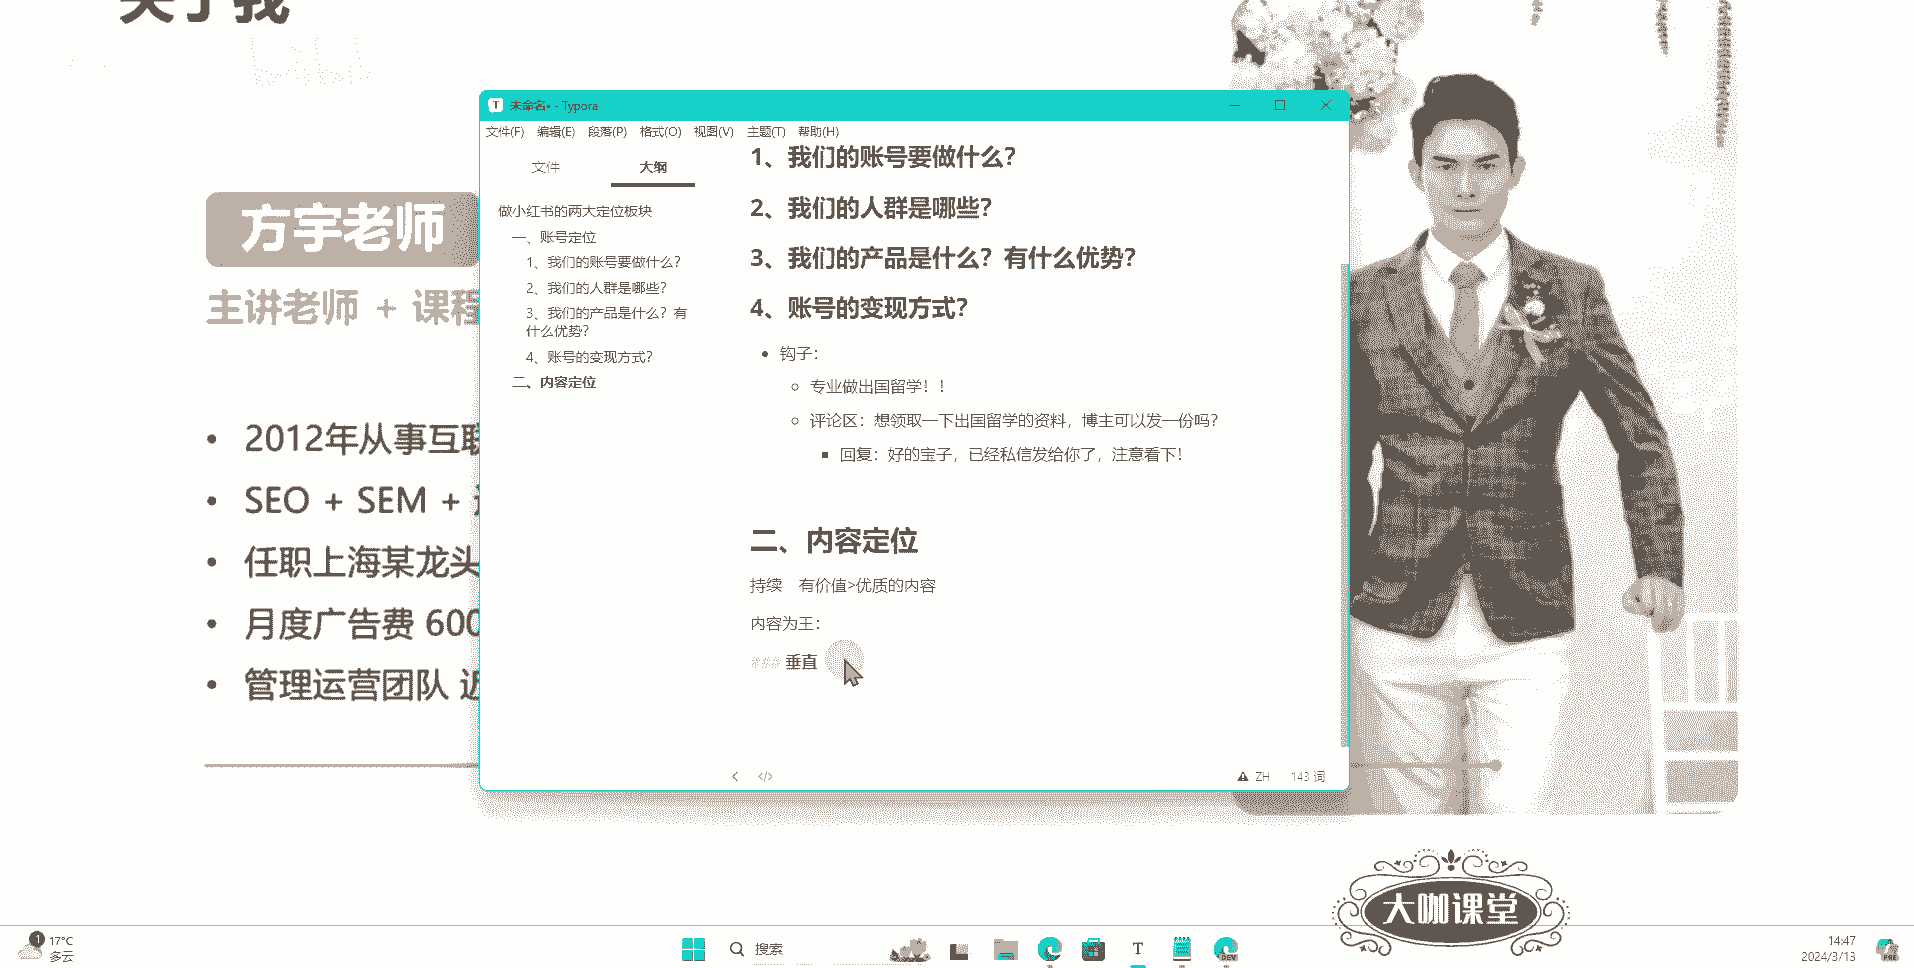 关于我
方宇老师
主讲老师 + 课程
• 2012年从事互联
• SEO + SEM +
• 任职上海某龙头
• 月度广告费 600
• 管理运营团队 近
未命名• - Typora
文件(F) 编辑(E) 段落(P) 格式(O) 视图(V) 主题(T) 帮助(H)
文件 大纲
做小红书的两大定位板块
一、账号定位
1、我们的账号要做什么?
2、我们的人群是哪些?
3、我们的产品是什么? 有
什么优势?
4、账号的变现方式?
二、内容定位
1、我们的账号要做什么?
2、我们的人群是哪些?
3、我们的产品是什么? 有什么优势?
4、账号的变现方式?
• 钩子:
专业做出国留学! !
评论区: 想领取一下出国留学的资料, 博主可以发一份吗?
回复: 好的宝子, 已经私信发给你了, 注意看下!
二、内容定位
持续 有价值>优质的内容
内容为王:
### 垂直
ZH 143 词
大咖课堂
1
17°C
多云
搜索
T
DEV
14:47
2024/3/13
PRE